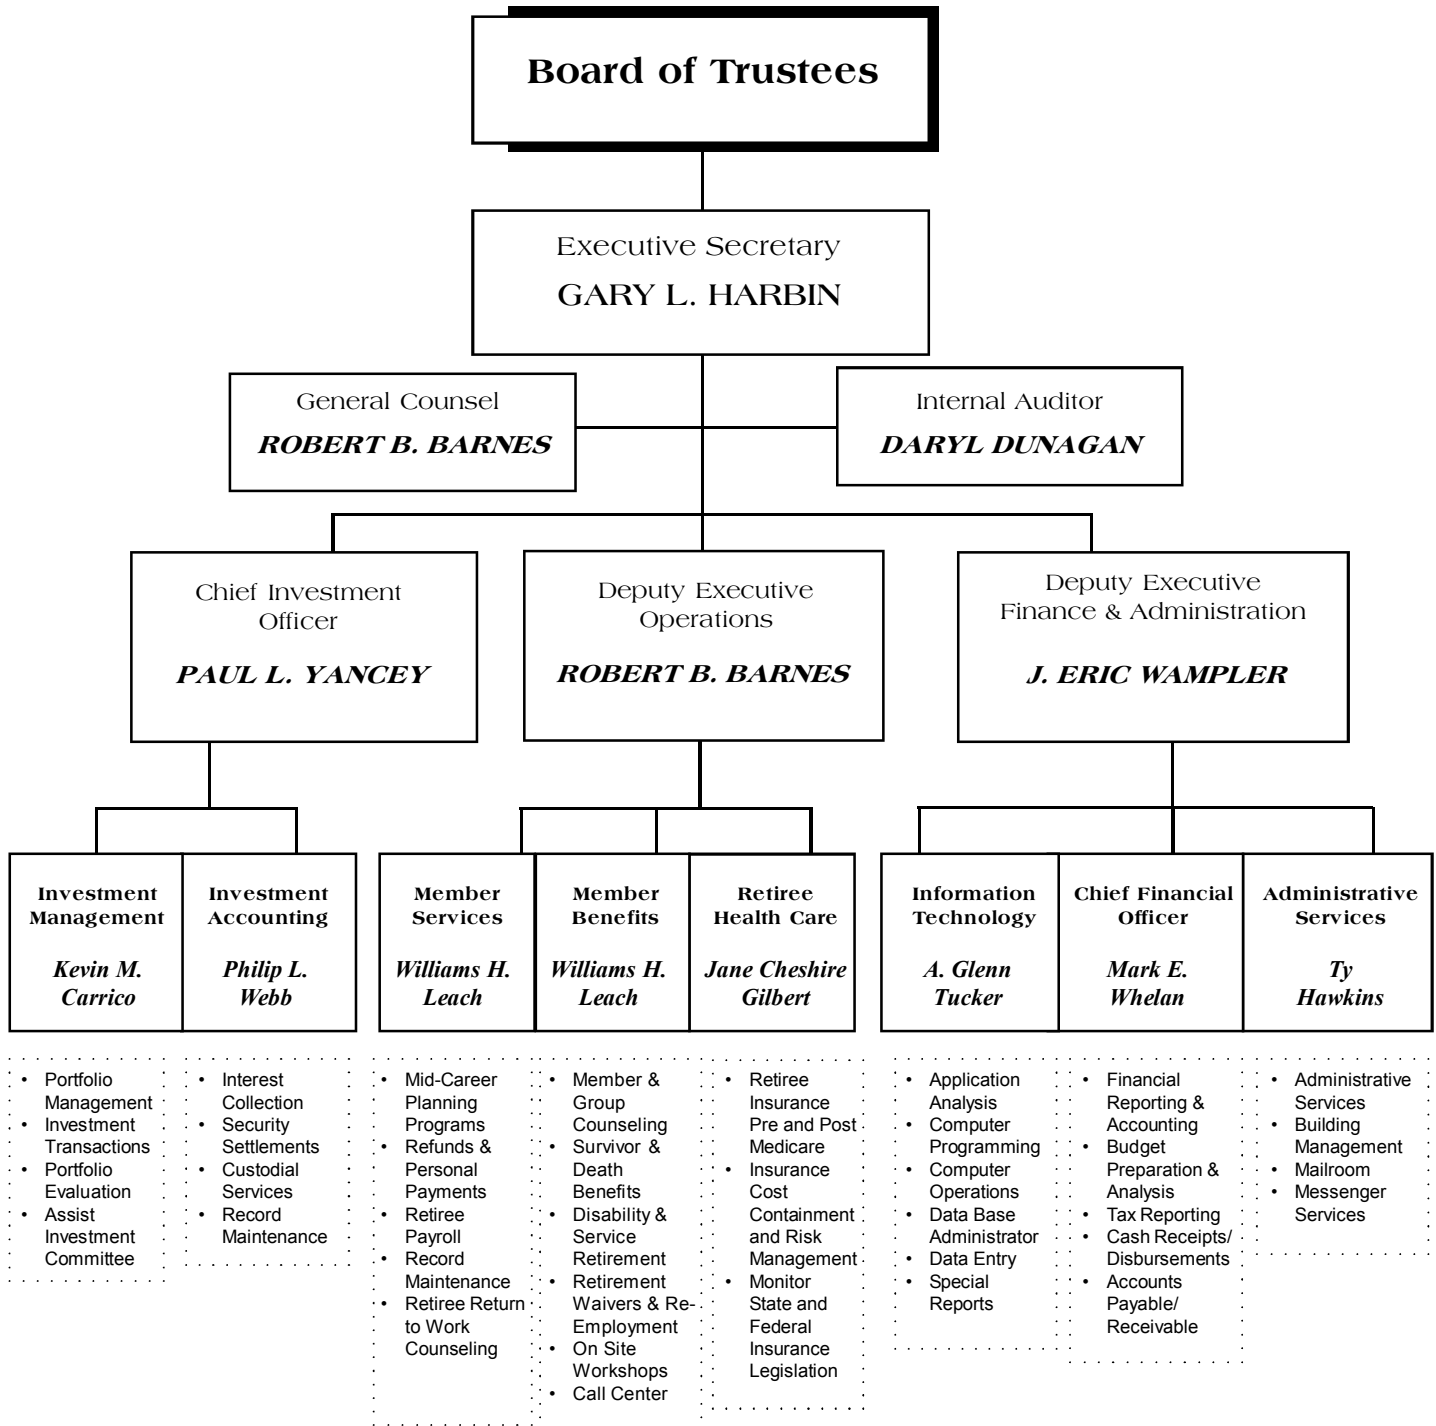 Board of Trustees
Executive Secretary
GARY L. HARBIN
General Counsel
ROBERT B. BARNES
Internal Auditor
DARYL DUNAGAN
Chief Investment
Officer
PAUL L. YANCEY
Deputy Executive
Operations
ROBERT B. BARNES
Deputy Executive
Finance & Administration
J. ERIC WAMPLER
Investment
Management
Kevin M.
Carrico
Investment
Accounting
Philip L.
Webb
Member
Services
Williams H.
Leach
Member
Benefits
Williams H.
Leach
Retiree
Health Care
Jane Cheshire
Gilbert
Information
Technology
A. Glenn
Tucker
Chief Financial
Officer
Mark E.
Whelan
Administrative
Services
Ty
Hawkins
• Portfolio
Management
• Investment
Transactions
• Portfolio
Evaluation
• Assist
Investment
Committee
• Interest
Collection
• Security
Settlements
• Custodial
Services
• Record
Maintenance
• Mid-Career
Planning
Programs
• Refunds &
Personal
Payments
• Retiree
Payroll
• Record
Maintenance
• Retiree Return
to Work
Counseling
• Member &
Group
Counseling
• Survivor &
Death
Benefits
• Disability &
Service
Retirement
• Retirement
Waivers & Re-
Employment
• On Site
Workshops
• Call Center
• Retiree
Insurance
Pre and Post
Medicare
• Insurance
Cost
Containment
and Risk
Management
• Monitor
State and
Federal
Insurance
Legislation
• Application
Analysis
• Computer
Programming
• Computer
Operations
• Data Base
Administrator
• Data Entry
• Special
Reports
• Financial
Reporting &
Accounting
• Budget
Preparation &
Analysis
• Tax Reporting
• Cash Receipts/
Disbursements
• Accounts
Payable/
Receivable
• Administrative
Services
• Building
Management
• Mailroom
• Messenger
Services